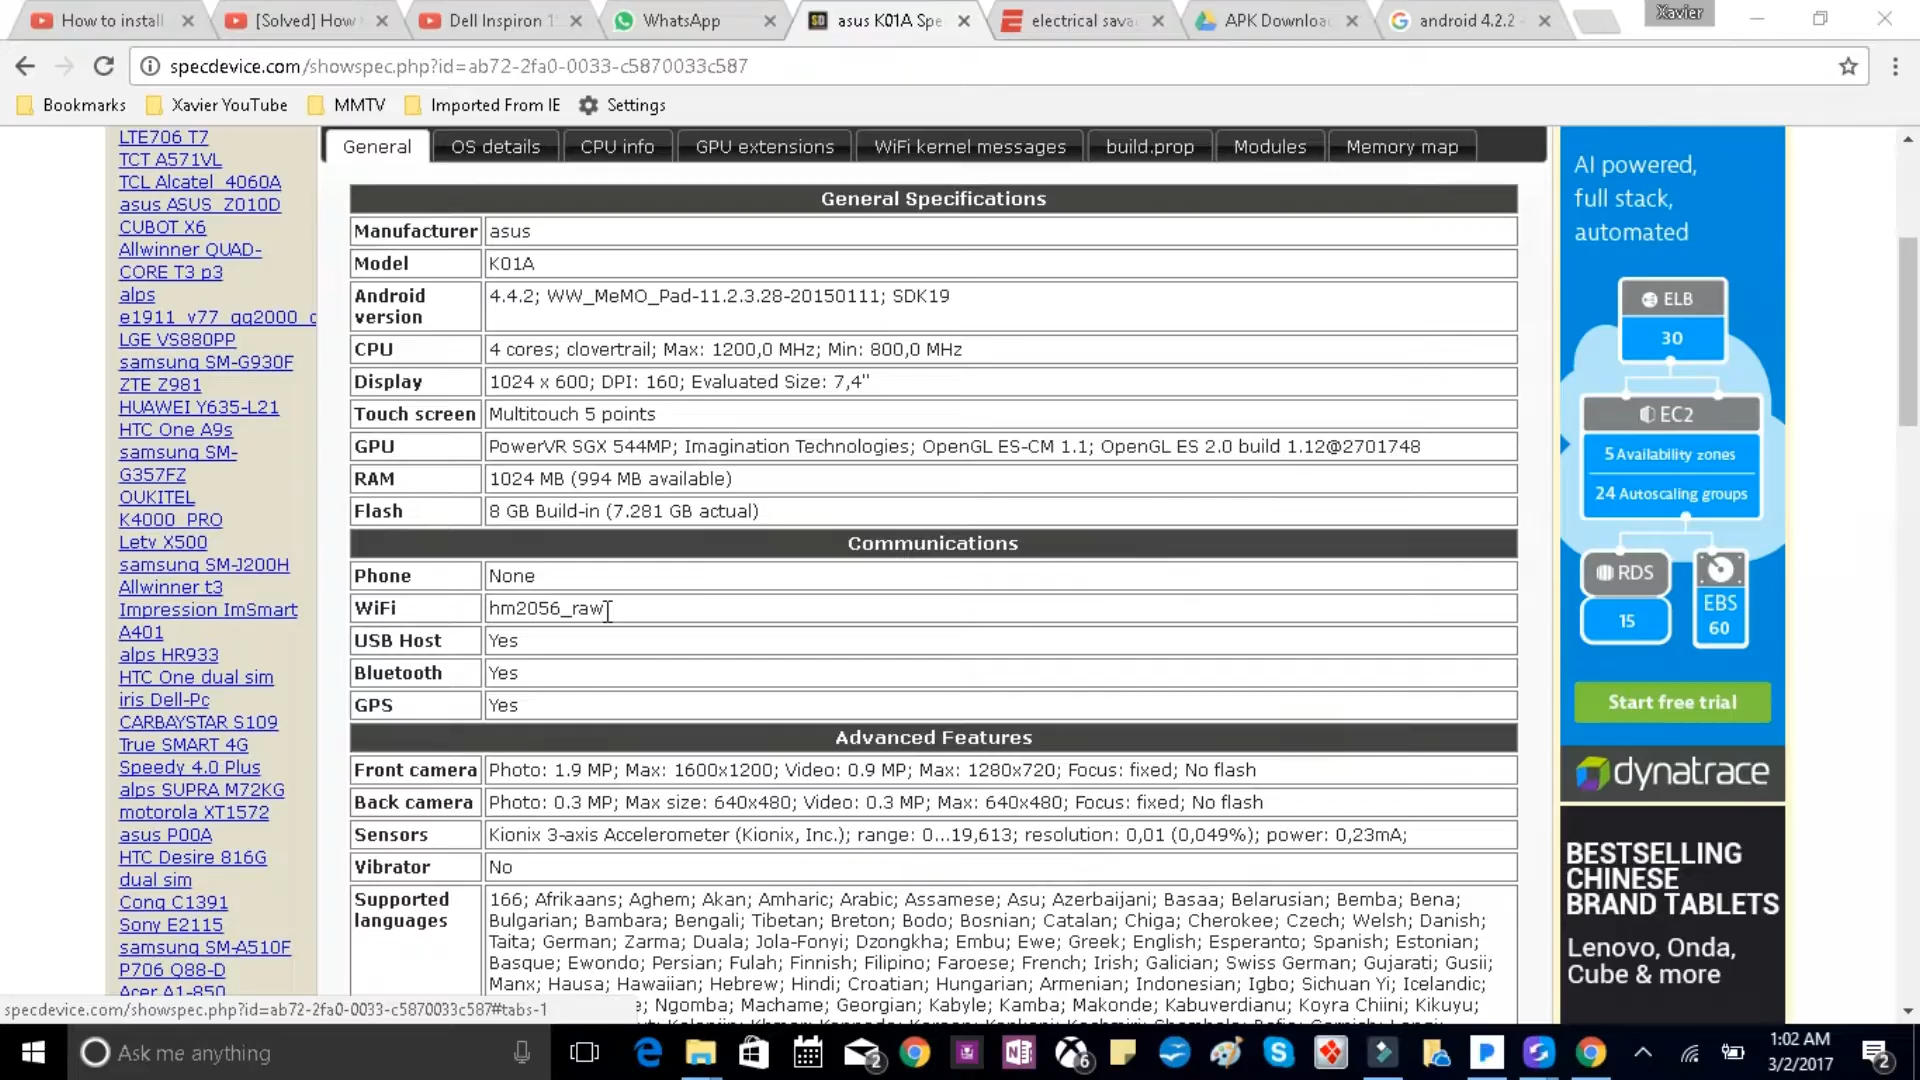 How to install
[Solved] How
Dell Inspiron 1
WhatsApp
asus K01A Spe
electrical sava
APK Downloa
android 4.2.2 -
Xavier
specdevice.com/showspec.php?id=ab72-2fa0-0033-c5870033c587
Bookmarks
Xavier YouTube
MMTV
Imported From IE
Settings
LTE706 T7
TCT A571VL
TCL Alcatel_4060A
asus ASUS_Z010D
CUBOT X6
Allwinner QUAD-
CORE T3 p3
alps
e1911_v77_gq2000_c
LGE VS880PP
samsung SM-G930F
ZTE Z981
HUAWEI Y635-L21
HTC One A9s
samsung SM-
G357FZ
OUKITEL
K4000_PRO
Letv X500
samsung SM-J200H
Allwinner t3
Impression ImSmart
A401
alps HR933
HTC One dual sim
iris Dell-Pc
CARBAYSTAR S109
True SMART 4G
Speedy 4.0 Plus
alps SUPRA M72KG
motorola XT1572
asus P00A
HTC Desire 816G
dual sim
Cong C1391
Sony E2115
samsung SM-A510F
P706 Q88-D
Acer A1-850
General
OS details
CPU info
GPU extensions
WiFi kernel messages
build.prop
Modules
Memory map
General Specifications
Manufacturer asus
Model K01A
Android version 4.4.2; WW_MeMO_Pad-11.2.3.28-20150111; SDK19
CPU 4 cores; clovertrail; Max: 1200,0 MHz; Min: 800,0 MHz
Display 1024 x 600; DPI: 160; Evaluated Size: 7,4"
Touch screen Multitouch 5 points
GPU PowerVR SGX 544MP; Imagination Technologies; OpenGL ES-CM 1.1; OpenGL ES 2.0 build 1.12@2701748
RAM 1024 MB (994 MB available)
Flash 8 GB Build-in (7.281 GB actual)
Communications
Phone None
WiFi hm2056_raw
USB Host Yes
Bluetooth Yes
GPS Yes
Advanced Features
Front camera Photo: 1.9 MP; Max: 1600x1200; Video: 0.9 MP; Max: 1280x720; Focus: fixed; No flash
Back camera Photo: 0.3 MP; Max size: 640x480; Video: 0.3 MP; Max: 640x480; Focus: fixed; No flash
Sensors Kionix 3-axis Accelerometer (Kionix, Inc.); range: 0...19,613; resolution: 0,01 (0,049%); power: 0,23mA;
Vibrator No
Supported languages 166; Afrikaans; Aghem; Akan; Amharic; Arabic; Assamese; Asu; Azerbaijani; Basaa; Belarusian; Bemba; Bena;
Bulgarian; Bambara; Bengali; Tibetan; Breton; Bodo; Bosnian; Catalan; Chiga; Cherokee; Czech; Welsh; Danish;
Taita; German; Zarma; Duala; Jola-Fonyi; Dzongkha; Embu; Ewe; Greek; English; Esperanto; Spanish; Estonian;
Basque; Ewondo; Persian; Fulah; Finnish; Filipino; Faroese; French; Irish; Galician; Swiss German; Gujarati; Gusii;
Manx; Hausa; Hawaiian; Hebrew; Hindi; Croatian; Hungarian; Armenian; Indonesian; Igbo; Sichuan Yi; Icelandic;
e; Ngomba; Machame; Georgian; Kabyle; Kamba; Makonde; Kabuverdianu; Koyra Chiini; Kikuyu;
AI powered,
full stack,
automated
ELB
30
EC2
5 Availability zones
24 Autoscaling groups
RDS
15
EBS
60
Start free trial
dynatrace
BESTSELLING
CHINESE
BRAND TABLETS
Lenovo, Onda,
Cube & more
specdevice.com/showspec.php?id=ab72-2fa0-0033-c5870033c587#tabs-1
Ask me anything
2
6
1:02 AM
3/2/2017
2